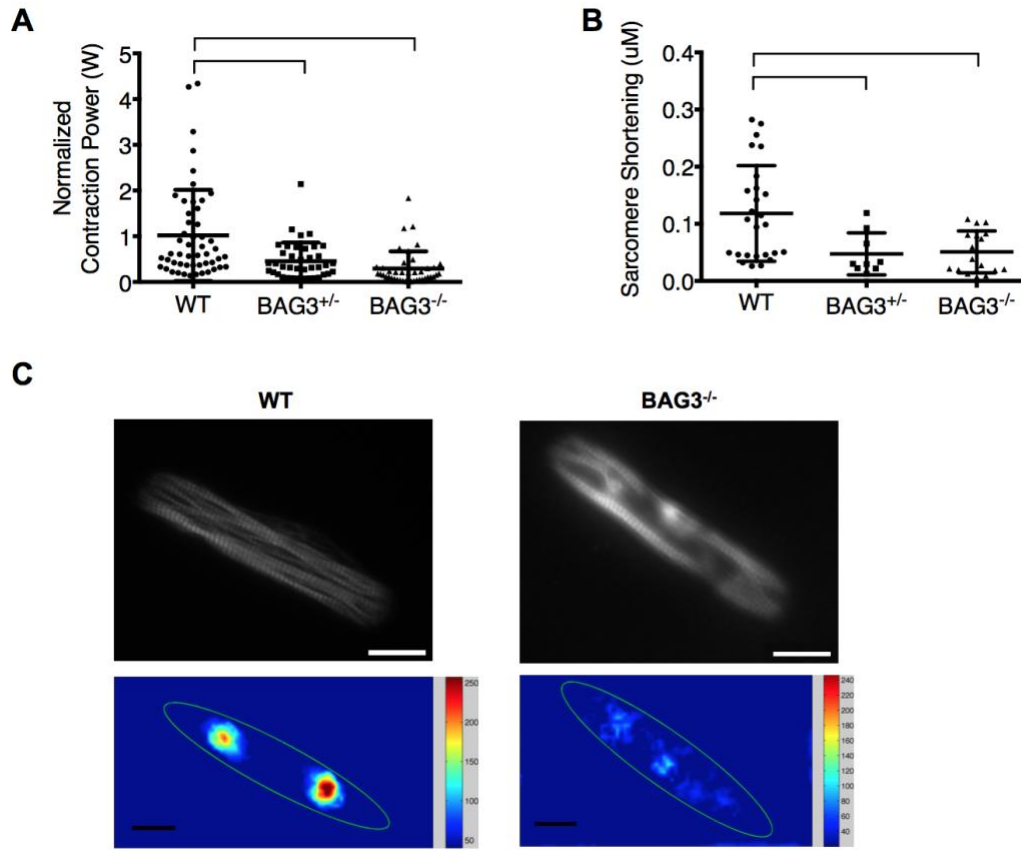 A
Normalized
Contraction Power (W)
5
4
3
2
1
0
WT
BAG3+/-
BAG3-/-
B
Sarcomere Shortening (uM)
0.4
0.3
0.2
0.1
0.0
WT
BAG3+/-
BAG3-/-
C
WT
BAG3-/-
250
200
150
100
50
240
220
200
180
160
140
120
100
80
60
40